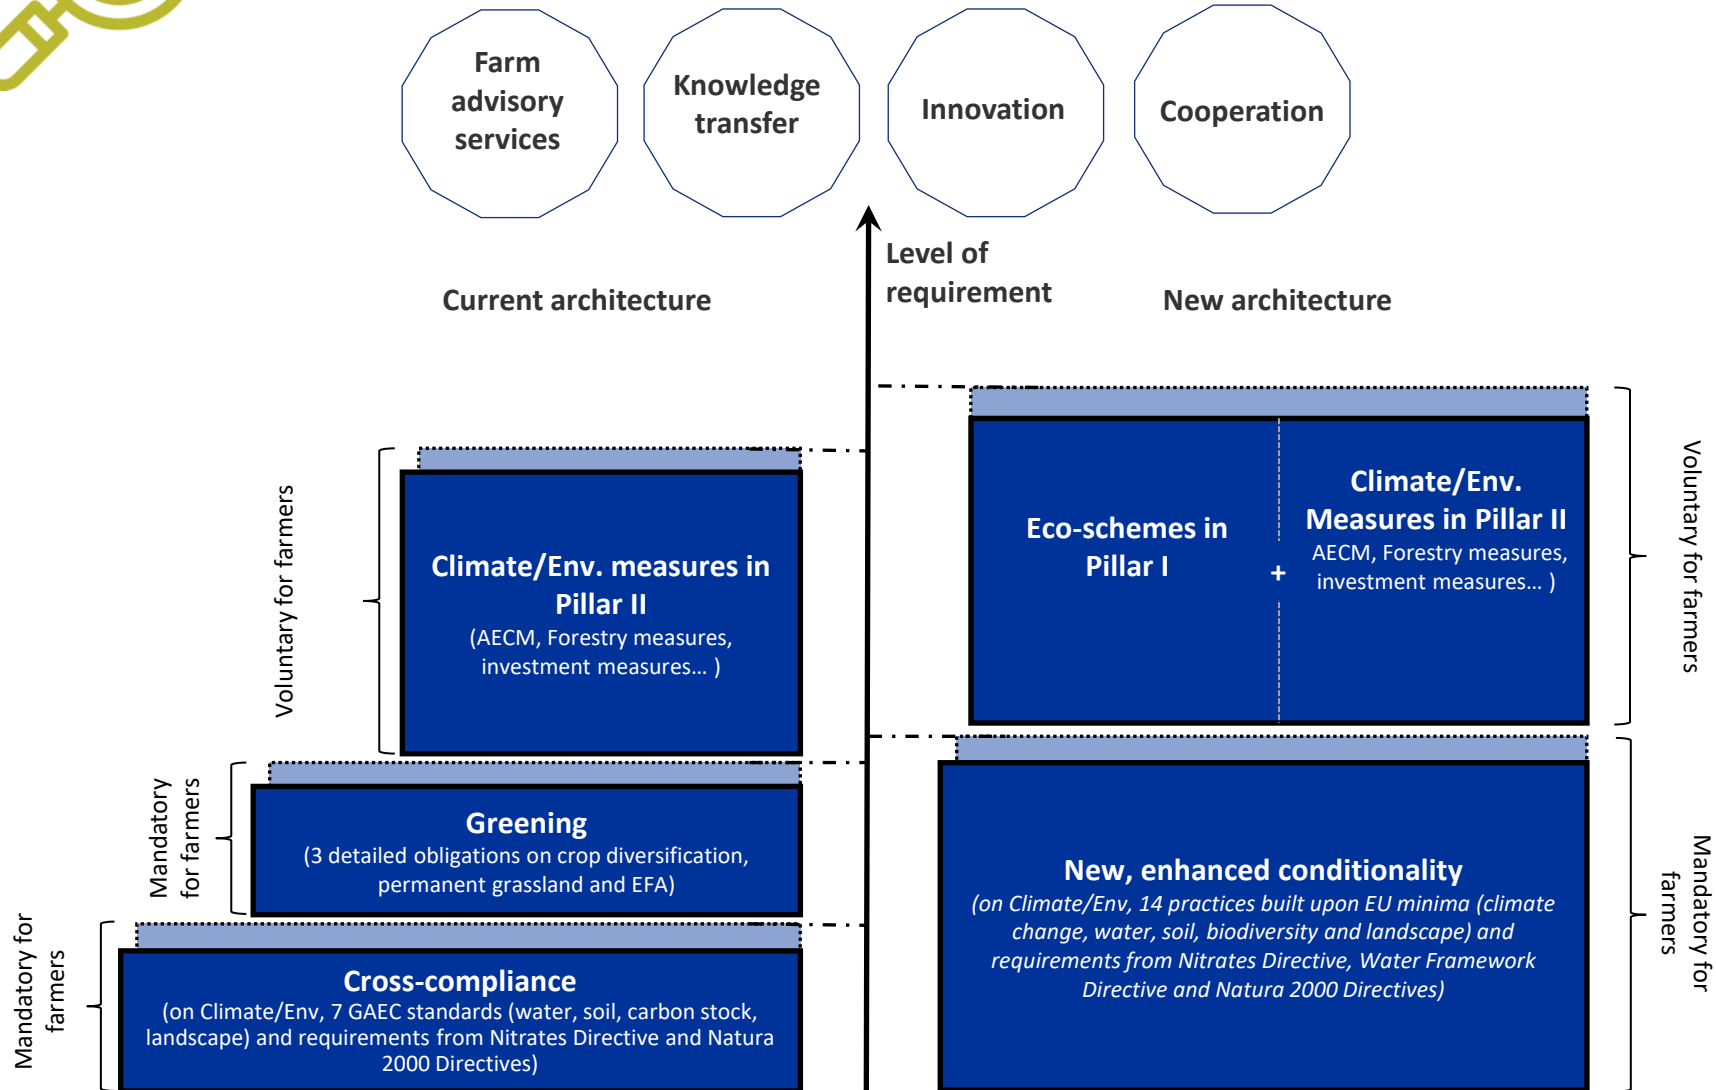 Farm
advisory
services
Knowledge
transfer
Innovation
Cooperation
Level of
requirement
Current architecture
New architecture
Voluntary for farmers
Climate/Env. measures in
Pillar II
(AECM, Forestry measures,
investment measures... )
Mandatory
for farmers
Greening
(3 detailed obligations on crop diversification,
permanent grassland and EFA)
Mandatory for
farmers
Cross-compliance
(on Climate/Env, 7 GAEC standards (water, soil, carbon stock,
landscape) and requirements from Nitrates Directive and Natura
2000 Directives)
Eco-schemes in
Pillar I
+
Climate/Env.
Measures in Pillar II
AECM, Forestry measures,
investment measures... )
Voluntary for farmers
New, enhanced conditionality
(on Climate/Env, 14 practices built upon EU minima (climate
change, water, soil, biodiversity and landscape) and
requirements from Nitrates Directive, Water Framework
Directive and Natura 2000 Directives)
Mandatory for
farmers